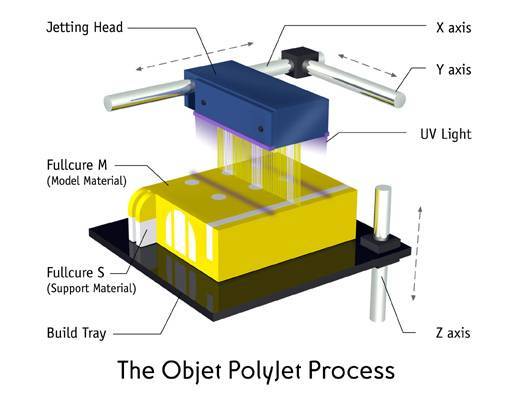 Jetting Head
X axis
Y axis
UV Light
Fullcure M
(Model Material)
Fullcure S
(Support Material)
Build Tray
Z axis
The Objet PolyJet Process